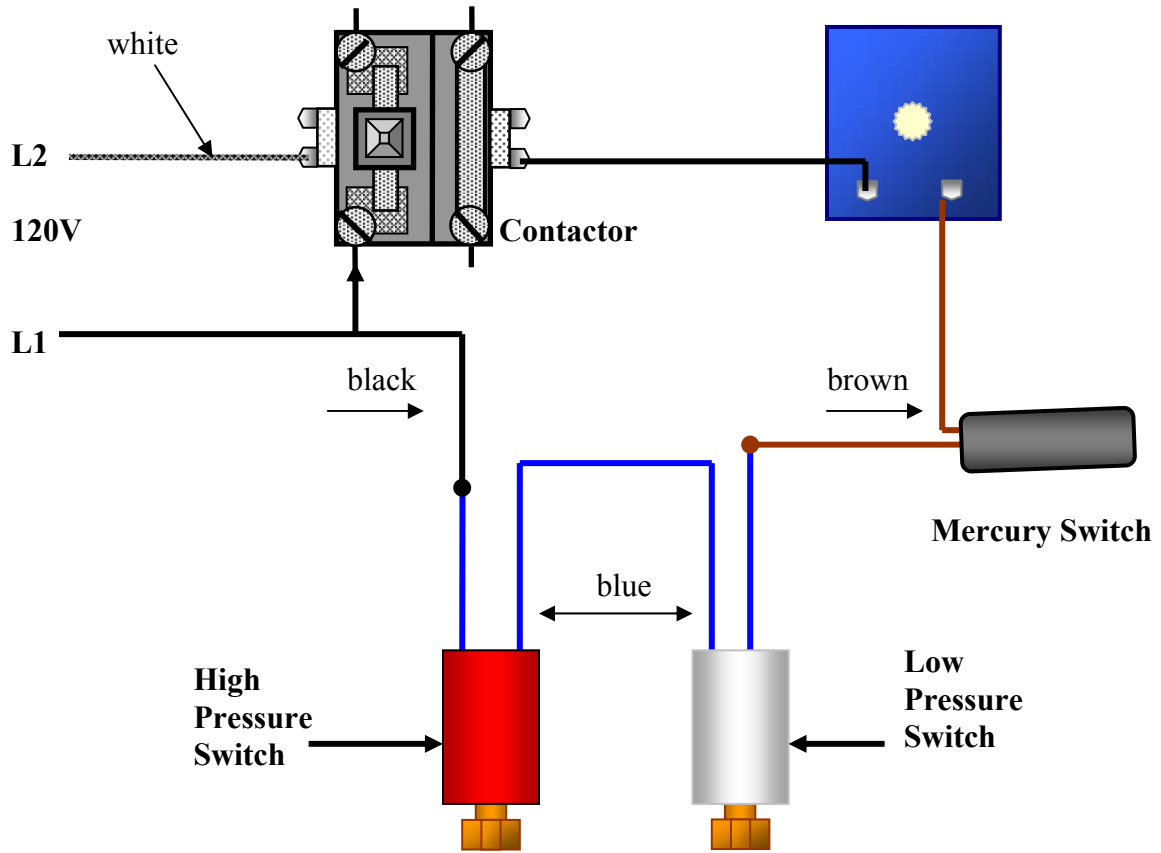 white
L2
120V
Contactor
L1
black
brown
Mercury Switch
blue
High
Pressure
Switch
Low
Pressure
Switch